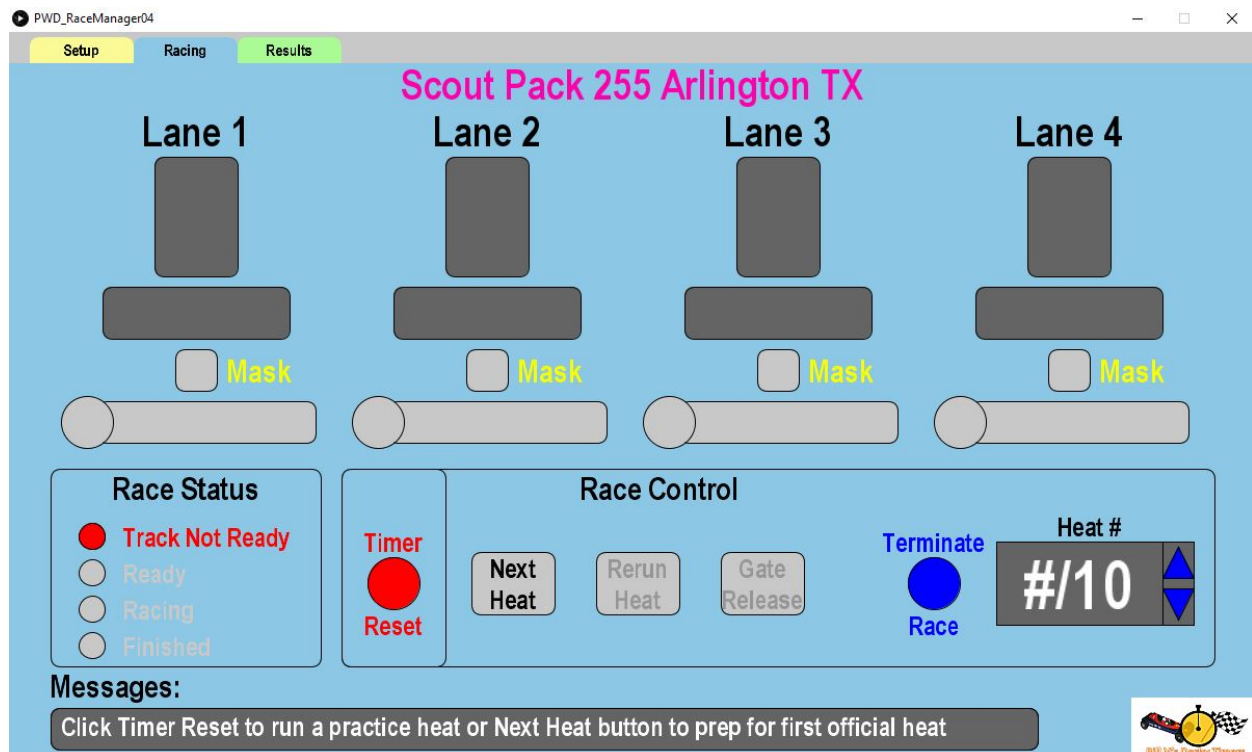 PWD_RaceManager04
Setup Racing Results
Scout Pack 255 Arlington TX
Lane 1 Lane 2 Lane 3 Lane 4
Mask Mask Mask Mask
Race Status
Track Not Ready
Ready
Racing
Finished
Race Control
Timer
Reset
Next
Heat
Rerun
Heat
Gate
Release
Terminate
Race
Heat #
#/10
Messages:
Click Timer Reset to run a practice heat or Next Heat button to prep for first official heat